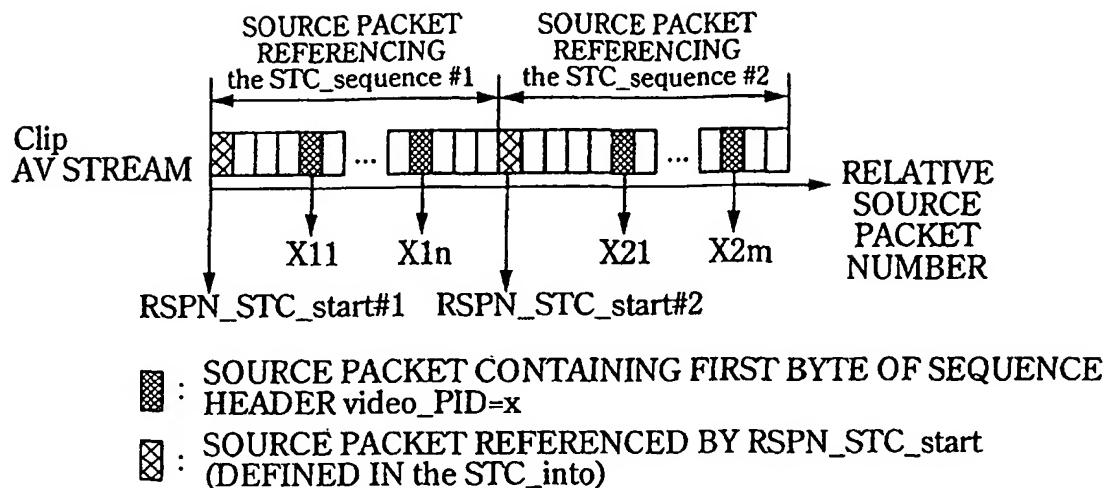 SOURCE PACKET
REFERENCING
the STC_sequence #1
SOURCE PACKET
REFERENCING
the STC_sequence #2
Clip
AV STREAM
...
...
RELATIVE
SOURCE
PACKET
NUMBER
X11
X1n
X21
X2m
RSPN_STC_start#1
RSPN_STC_start#2
: SOURCE PACKET CONTAINING FIRST BYTE OF SEQUENCE
HEADER video_PID=x
: SOURCE PACKET REFERENCED BY RSPN_STC_start
(DEFINED IN the STC_into)